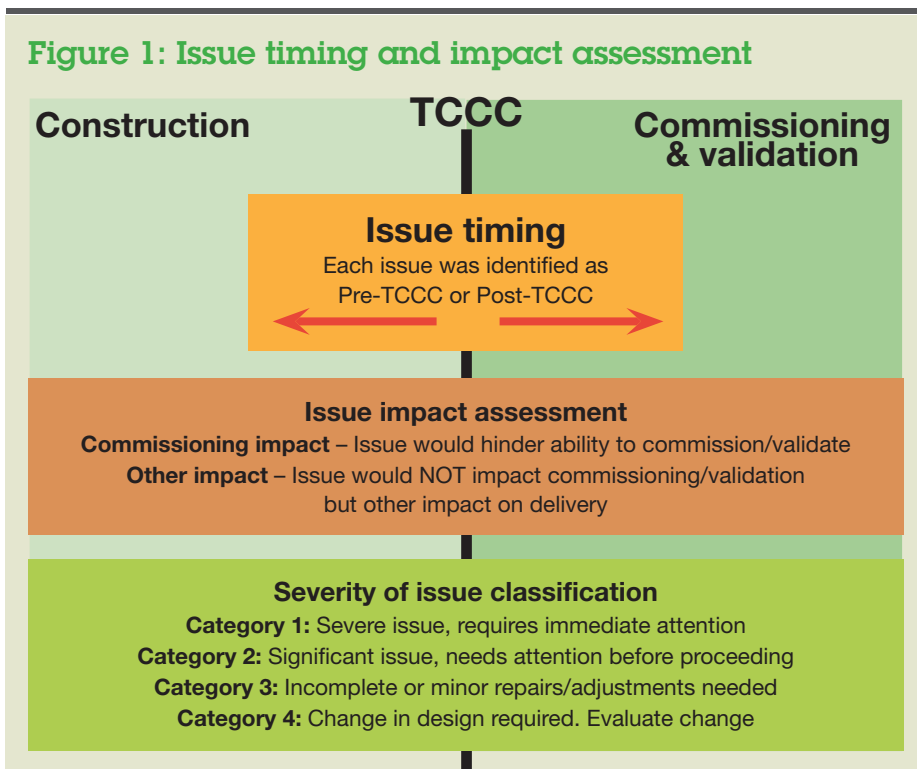 Figure 1: Issue timing and impact assessment
Construction
TCCC
Commissioning
& validation
Issue timing
Each issue was identified as
Pre-TCCC or Post-TCCC
Issue impact assessment
Commissioning impact – Issue would hinder ability to commission/validate
Other impact – Issue would NOT impact commissioning/validation
but other impact on delivery
Severity of issue classification
Category 1: Severe issue, requires immediate attention
Category 2: Significant issue, needs attention before proceeding
Category 3: Incomplete or minor repairs/adjustments needed
Category 4: Change in design required. Evaluate change